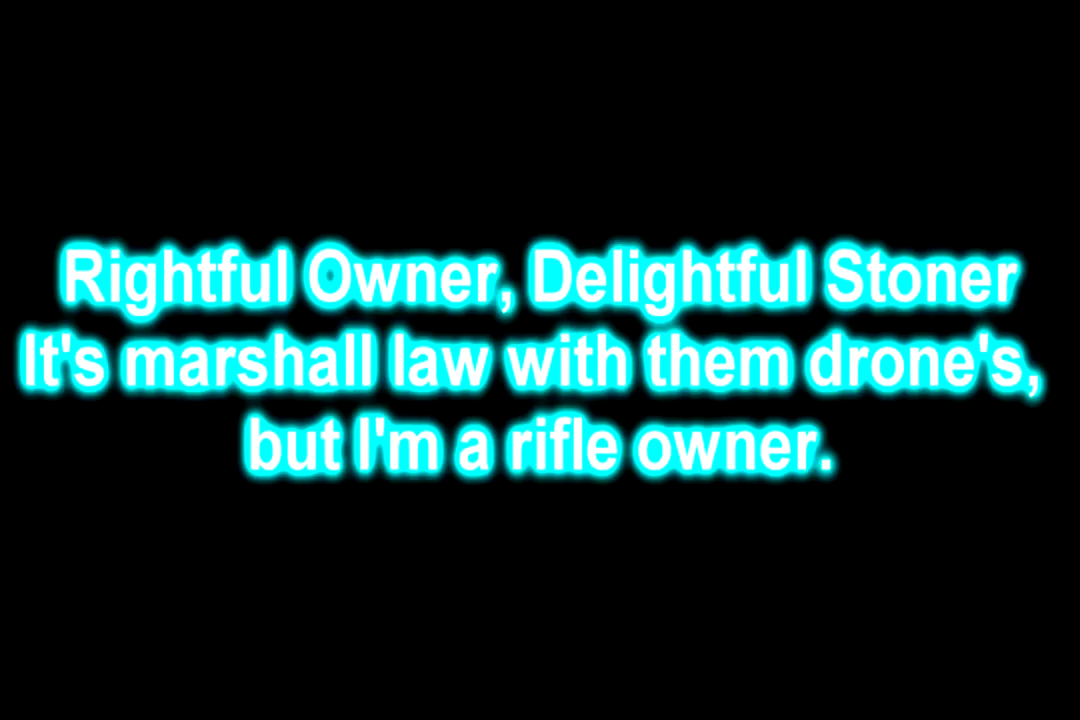 Rightful Owner, Delightful Stoner
It's marshall law with them drone's,
but I'm a rifle owner.